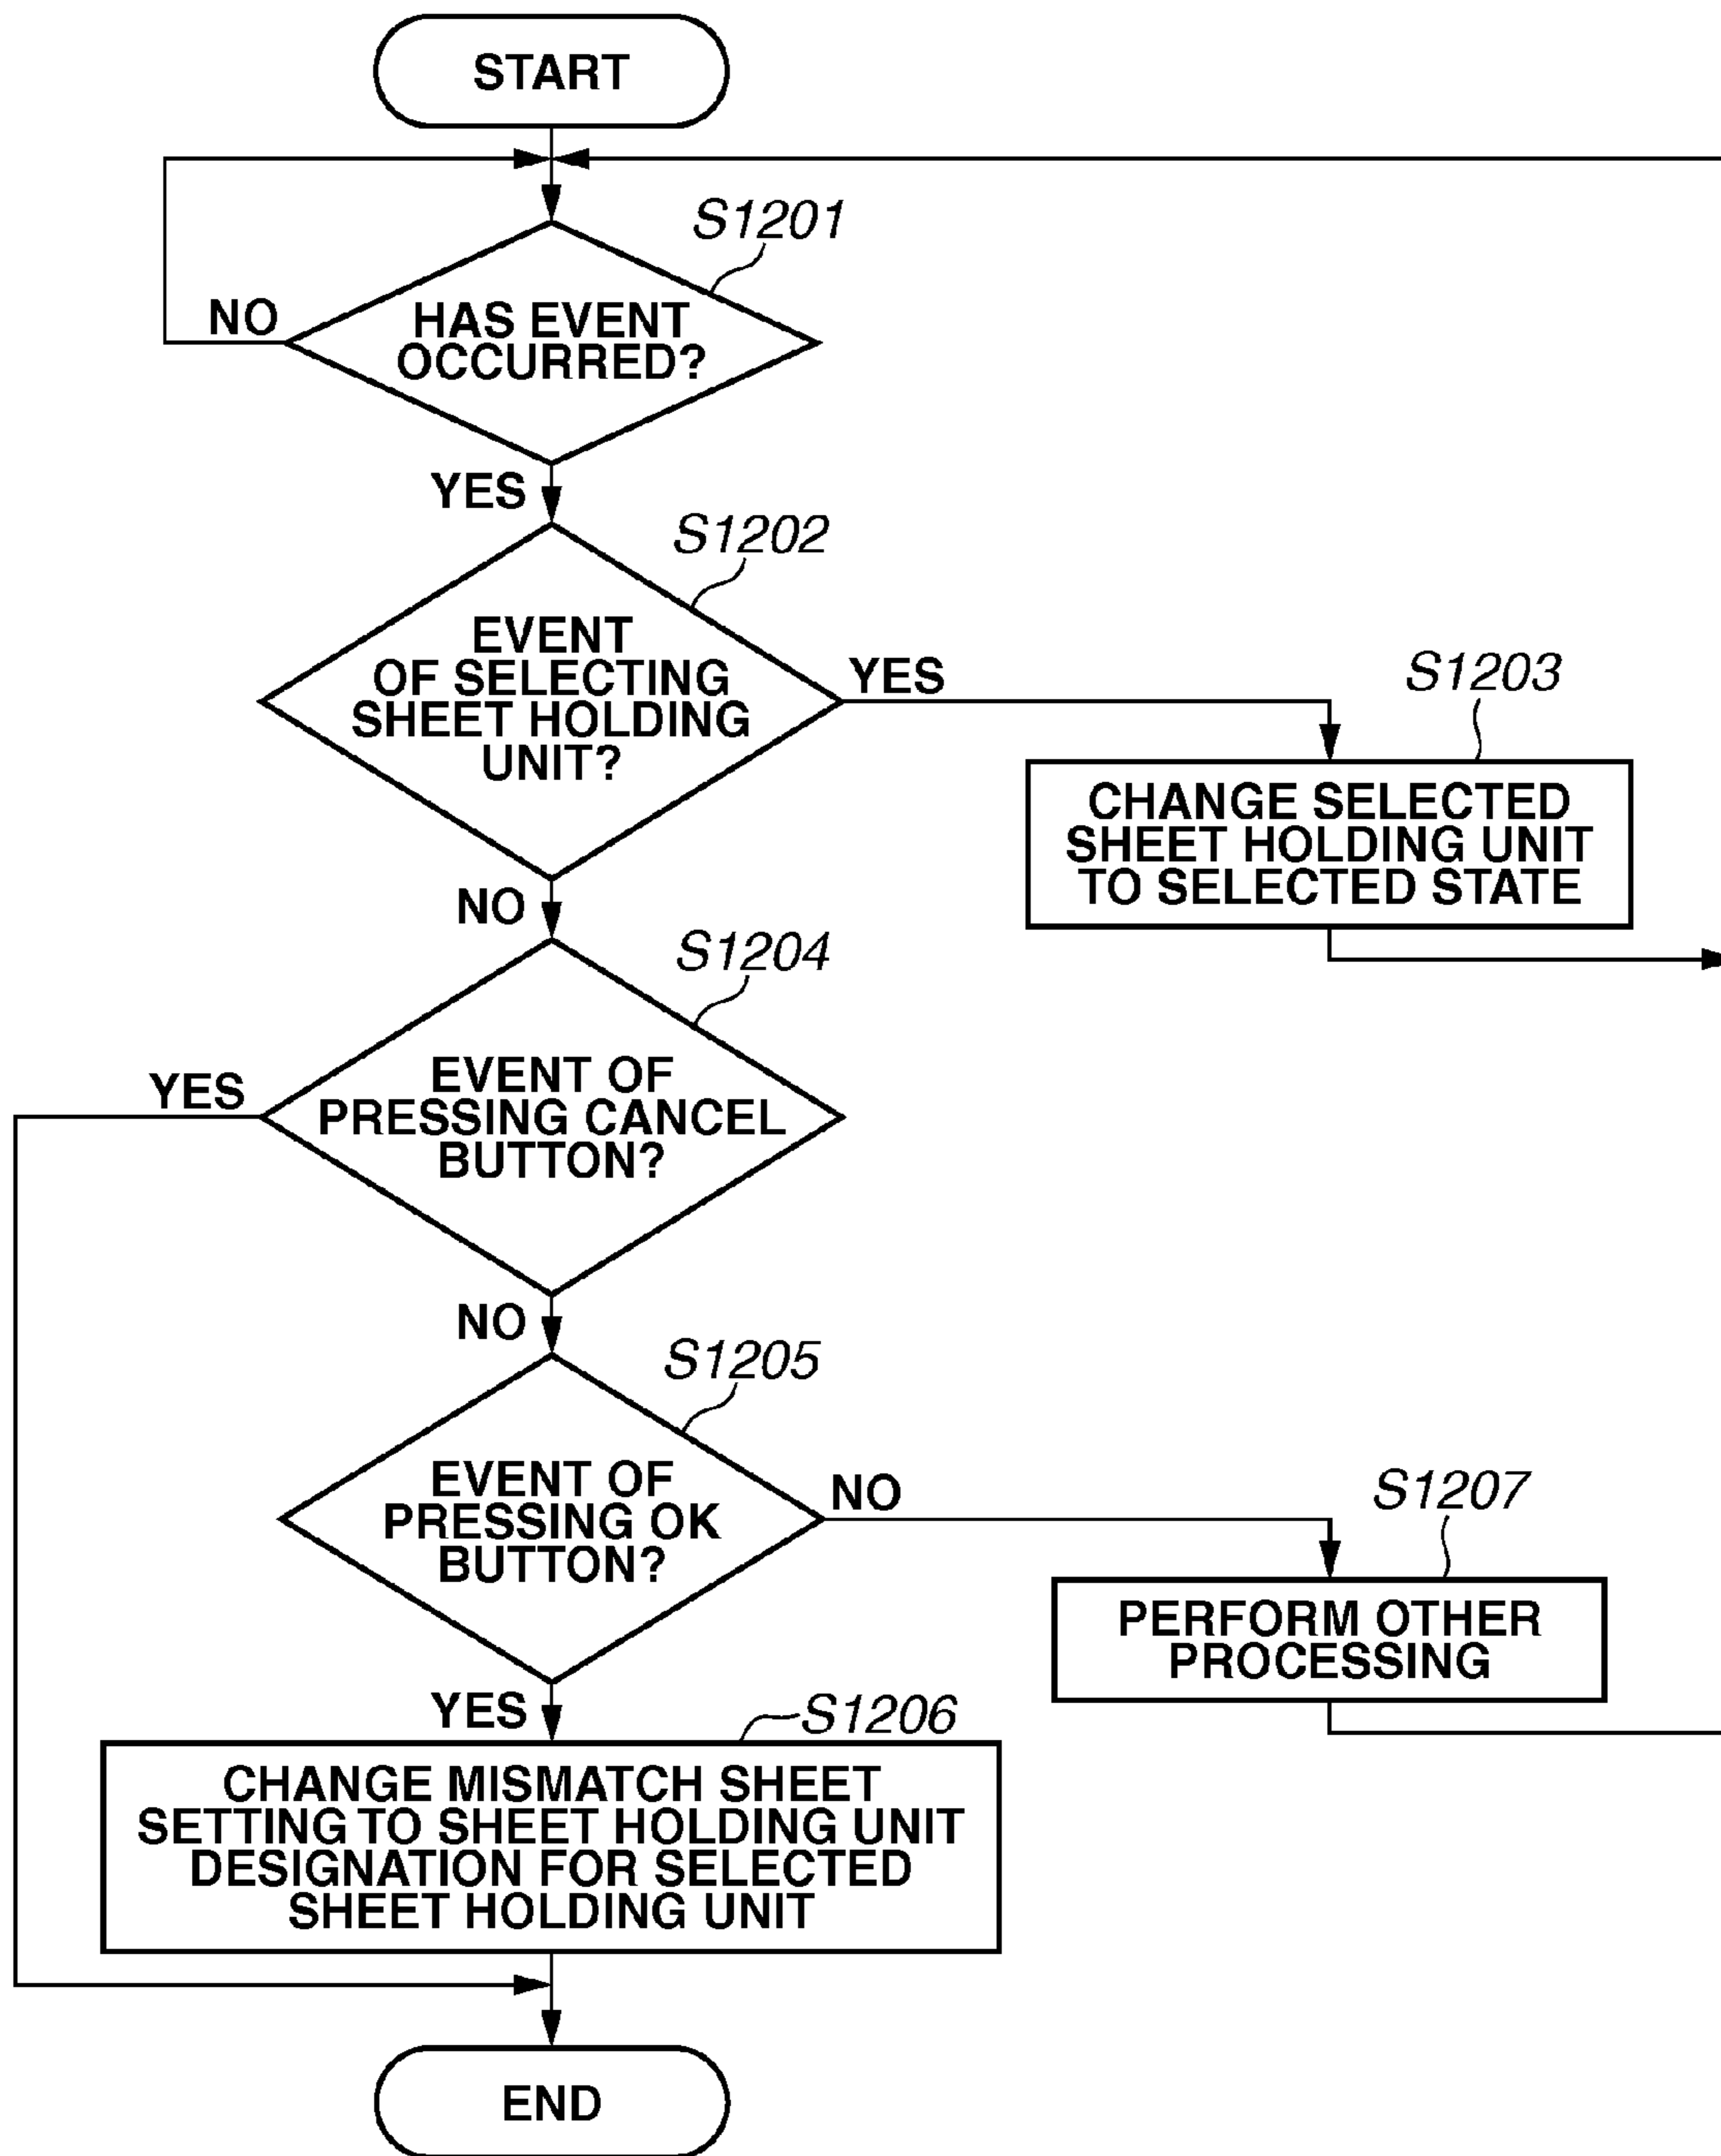 START
S1201
HAS EVENT
OCCURRED?
NO
YES
S1202
EVENT
OF SELECTING
SHEET HOLDING
UNIT?
YES
S1203
CHANGE SELECTED
SHEET HOLDING UNIT
TO SELECTED STATE
NO
S1204
EVENT OF
PRESSING CANCEL
BUTTON?
YES
NO
S1205
EVENT OF
PRESSING OK
BUTTON?
NO
S1207
PERFORM OTHER
PROCESSING
YES
S1206
CHANGE MISMATCH SHEET
SETTING TO SHEET HOLDING UNIT
DESIGNATION FOR SELECTED
SHEET HOLDING UNIT
END